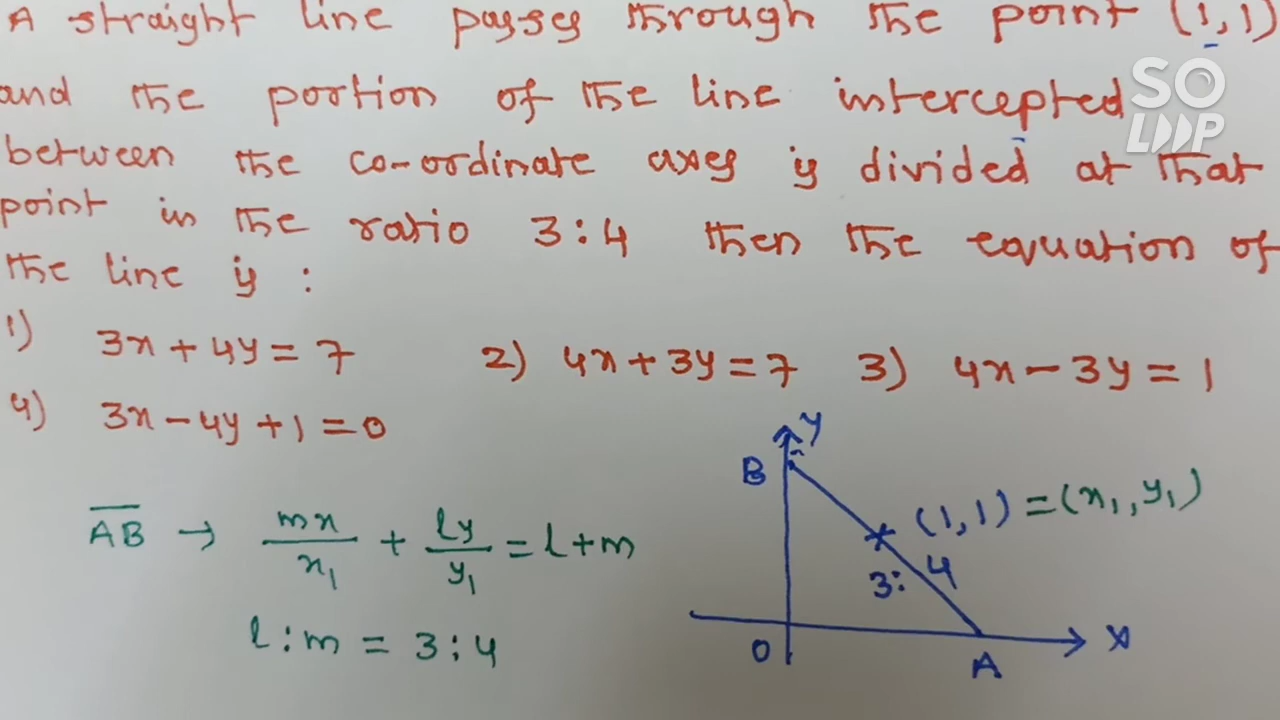 A straight line passes through the point (1,1)
and the portion of the line intercepted
between the co-ordinate axes is divided at that
point in the ratio 3:4 then the equation of
the line is :
1) 3x + 4y = 7 2) 4x + 3y = 7 3) 4x - 3y = 1
4) 3x - 4y + 1 = 0
AB → mx/x₁ + ly/y₁ = l + m
l : m = 3 : 4
y
B
(1,1) = (x₁, y₁)
3 : 4
O
A
X
SO
LOOP